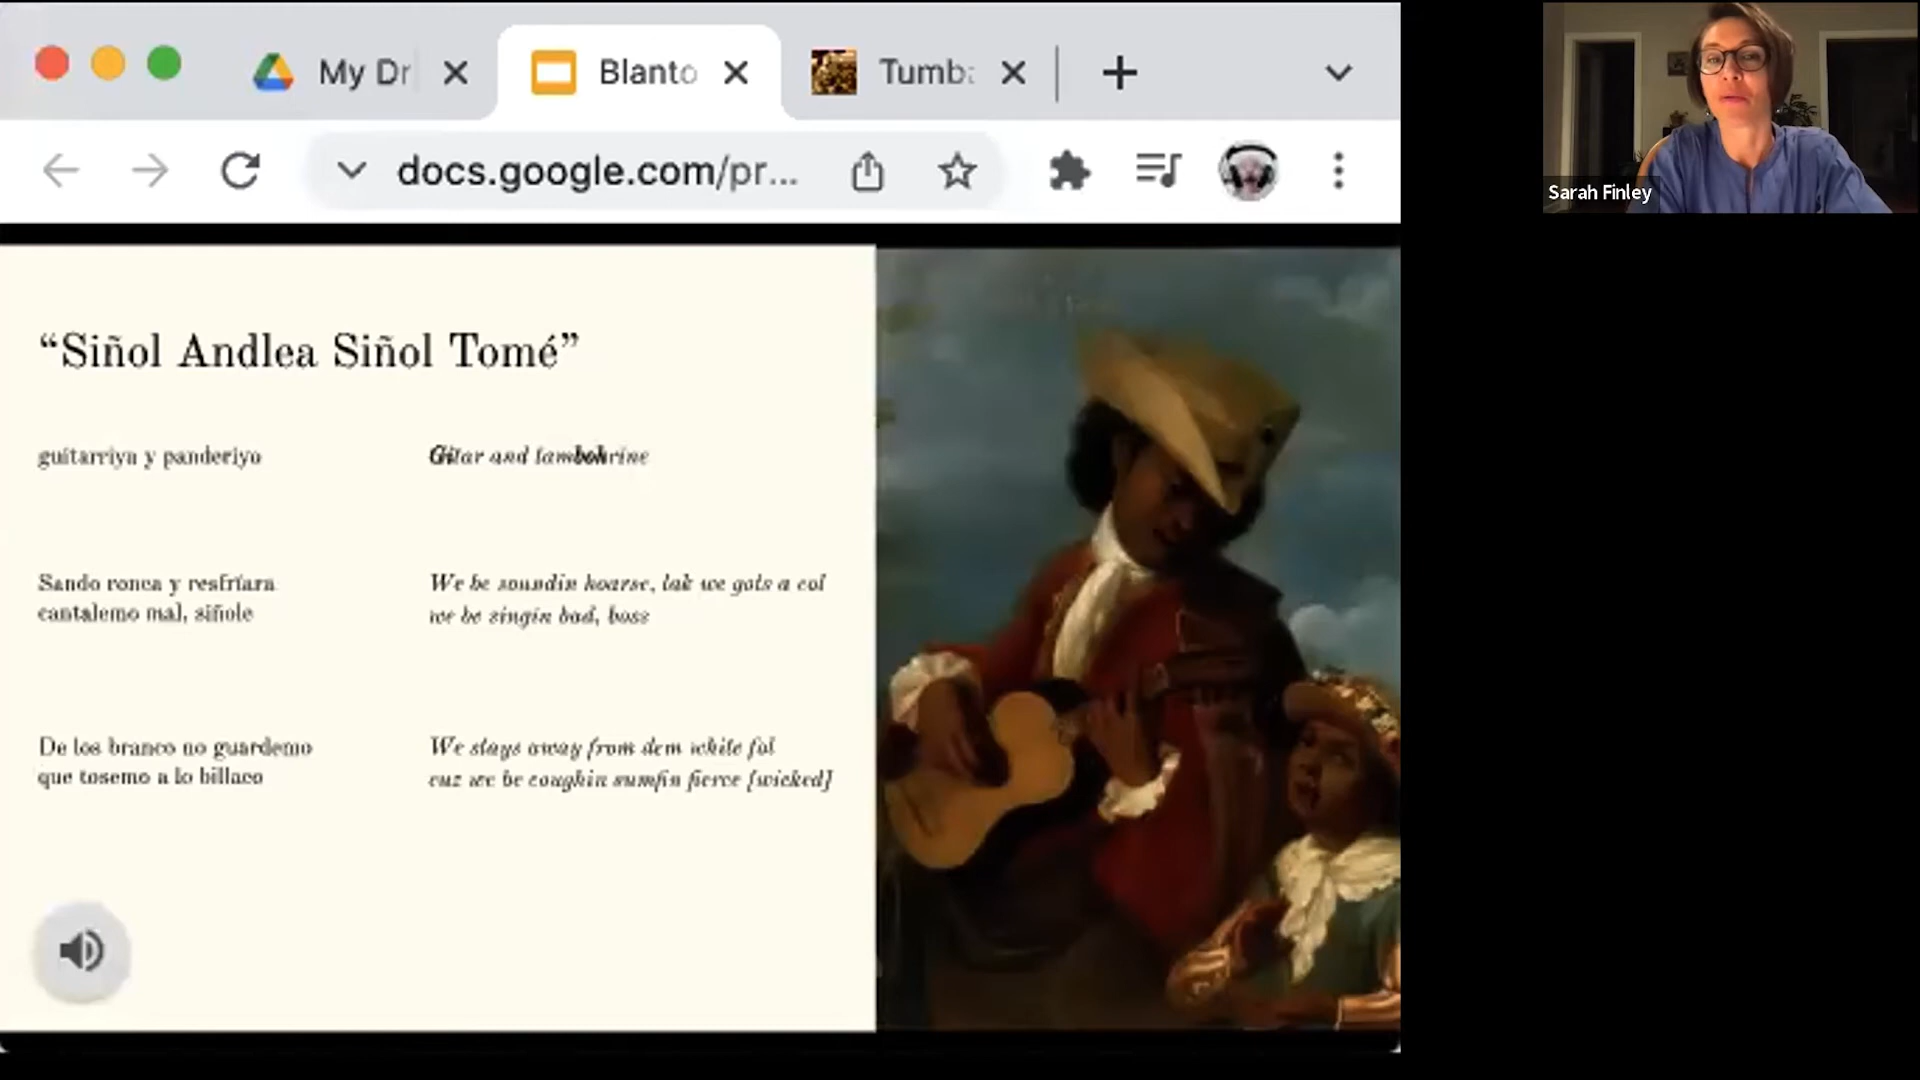 My Dr
Blanto
Tumba
docs.google.com/pr...
Sarah Finley
“Siñol Andlea Siñol Tomé”
guitarriya y panderiyo
Gitar and tambohrine
Sando ronca y resfriara
cantalemo mal, siñole
We be soundin hoarse, lak we gots a col
we be singin bad, boss
De los branco no guardemo
que tosemo a lo billaco
We stays away from dem white fol
cuz we be coughin sumfin fierce [wicked]